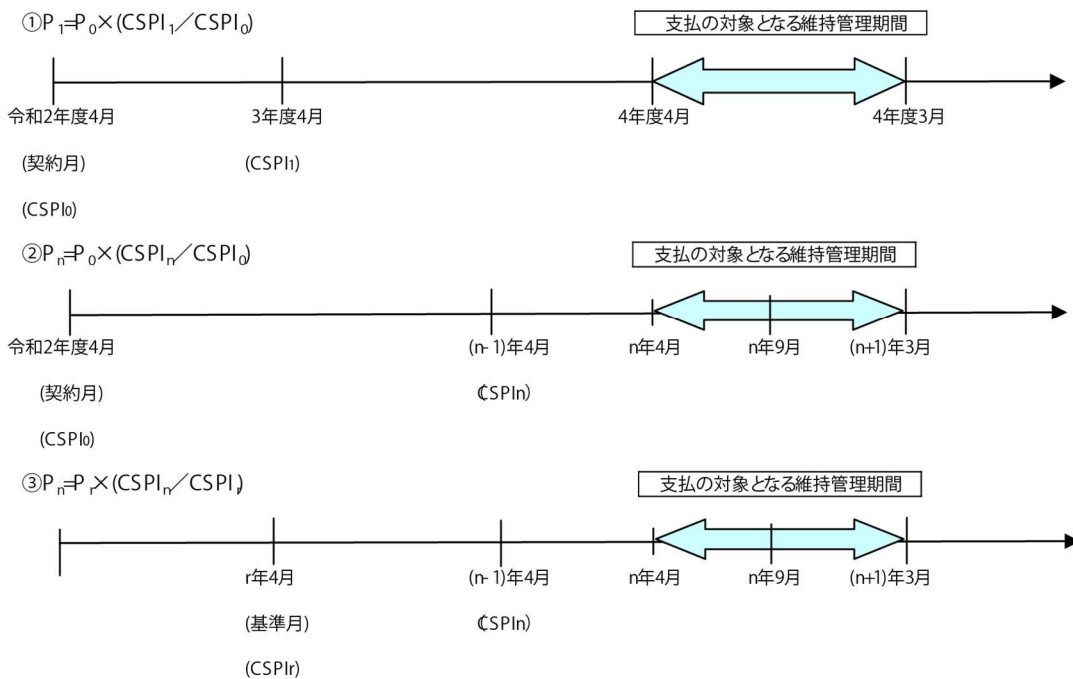 ①P₁=P₀×(CSPI₁／CSPI₀)
支払の対象となる維持管理期間
令和2年度4月 3年度4月 4年度4月 4年度3月
(契約月) (CSPI₁)
(CSPI₀)
②Pₙ=P₀×(CSPIₙ／CSPI₀)
支払の対象となる維持管理期間
令和2年度4月 (n-1)年4月 n年4月 n年9月 (n+1)年3月
(契約月) (CSPIn)
(CSPI₀)
③Pₙ=Pᵣ×(CSPIₙ／CSPIᵣ)
支払の対象となる維持管理期間
r年4月 (n-1)年4月 n年4月 n年9月 (n+1)年3月
(基準月) (CSPIn)
(CSPIr)